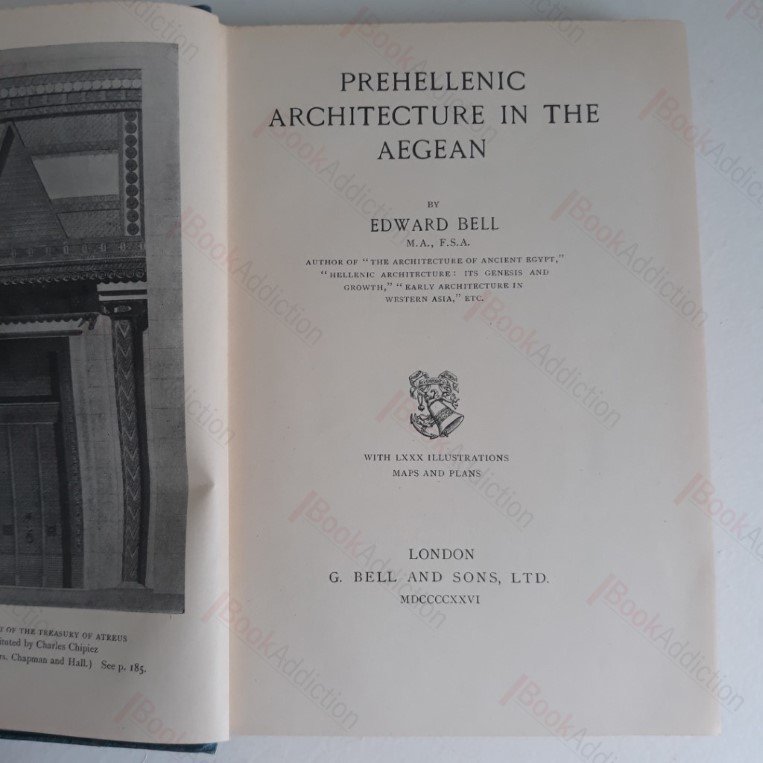 T OF THE TREASURY OF ATREUS
ituted by Charles Chipiez
rs. Chapman and Hall.) See p. 185.
PREHELLENIC
ARCHITECTURE IN THE
AEGEAN
BY
EDWARD BELL
M.A., F.S.A.
AUTHOR OF "THE ARCHITECTURE OF ANCIENT EGYPT,"
"HELLENIC ARCHITECTURE: ITS GENESIS AND
GROWTH," "EARLY ARCHITECTURE IN
WESTERN ASIA," ETC.
WITH LXXX ILLUSTRATIONS
MAPS AND PLANS
LONDON
G. BELL AND SONS, LTD.
MDCCCCXXVI
BookAddiction